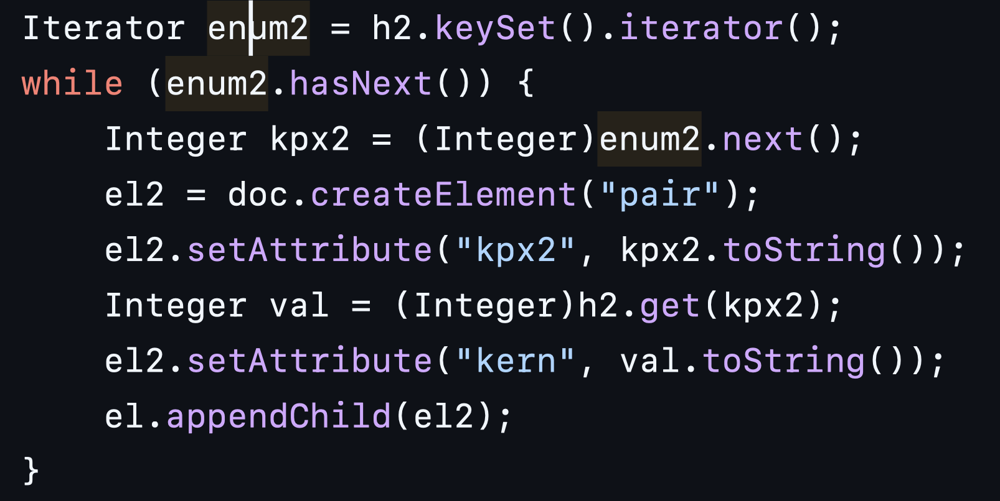 Iterator enum2 = h2.keySet().iterator();
while (enum2.hasNext()) {
    Integer kpx2 = (Integer)enum2.next();
    el2 = doc.createElement("pair");
    el2.setAttribute("kpx2", kpx2.toString());
    Integer val = (Integer)h2.get(kpx2);
    el2.setAttribute("kern", val.toString());
    el.appendChild(el2);
}